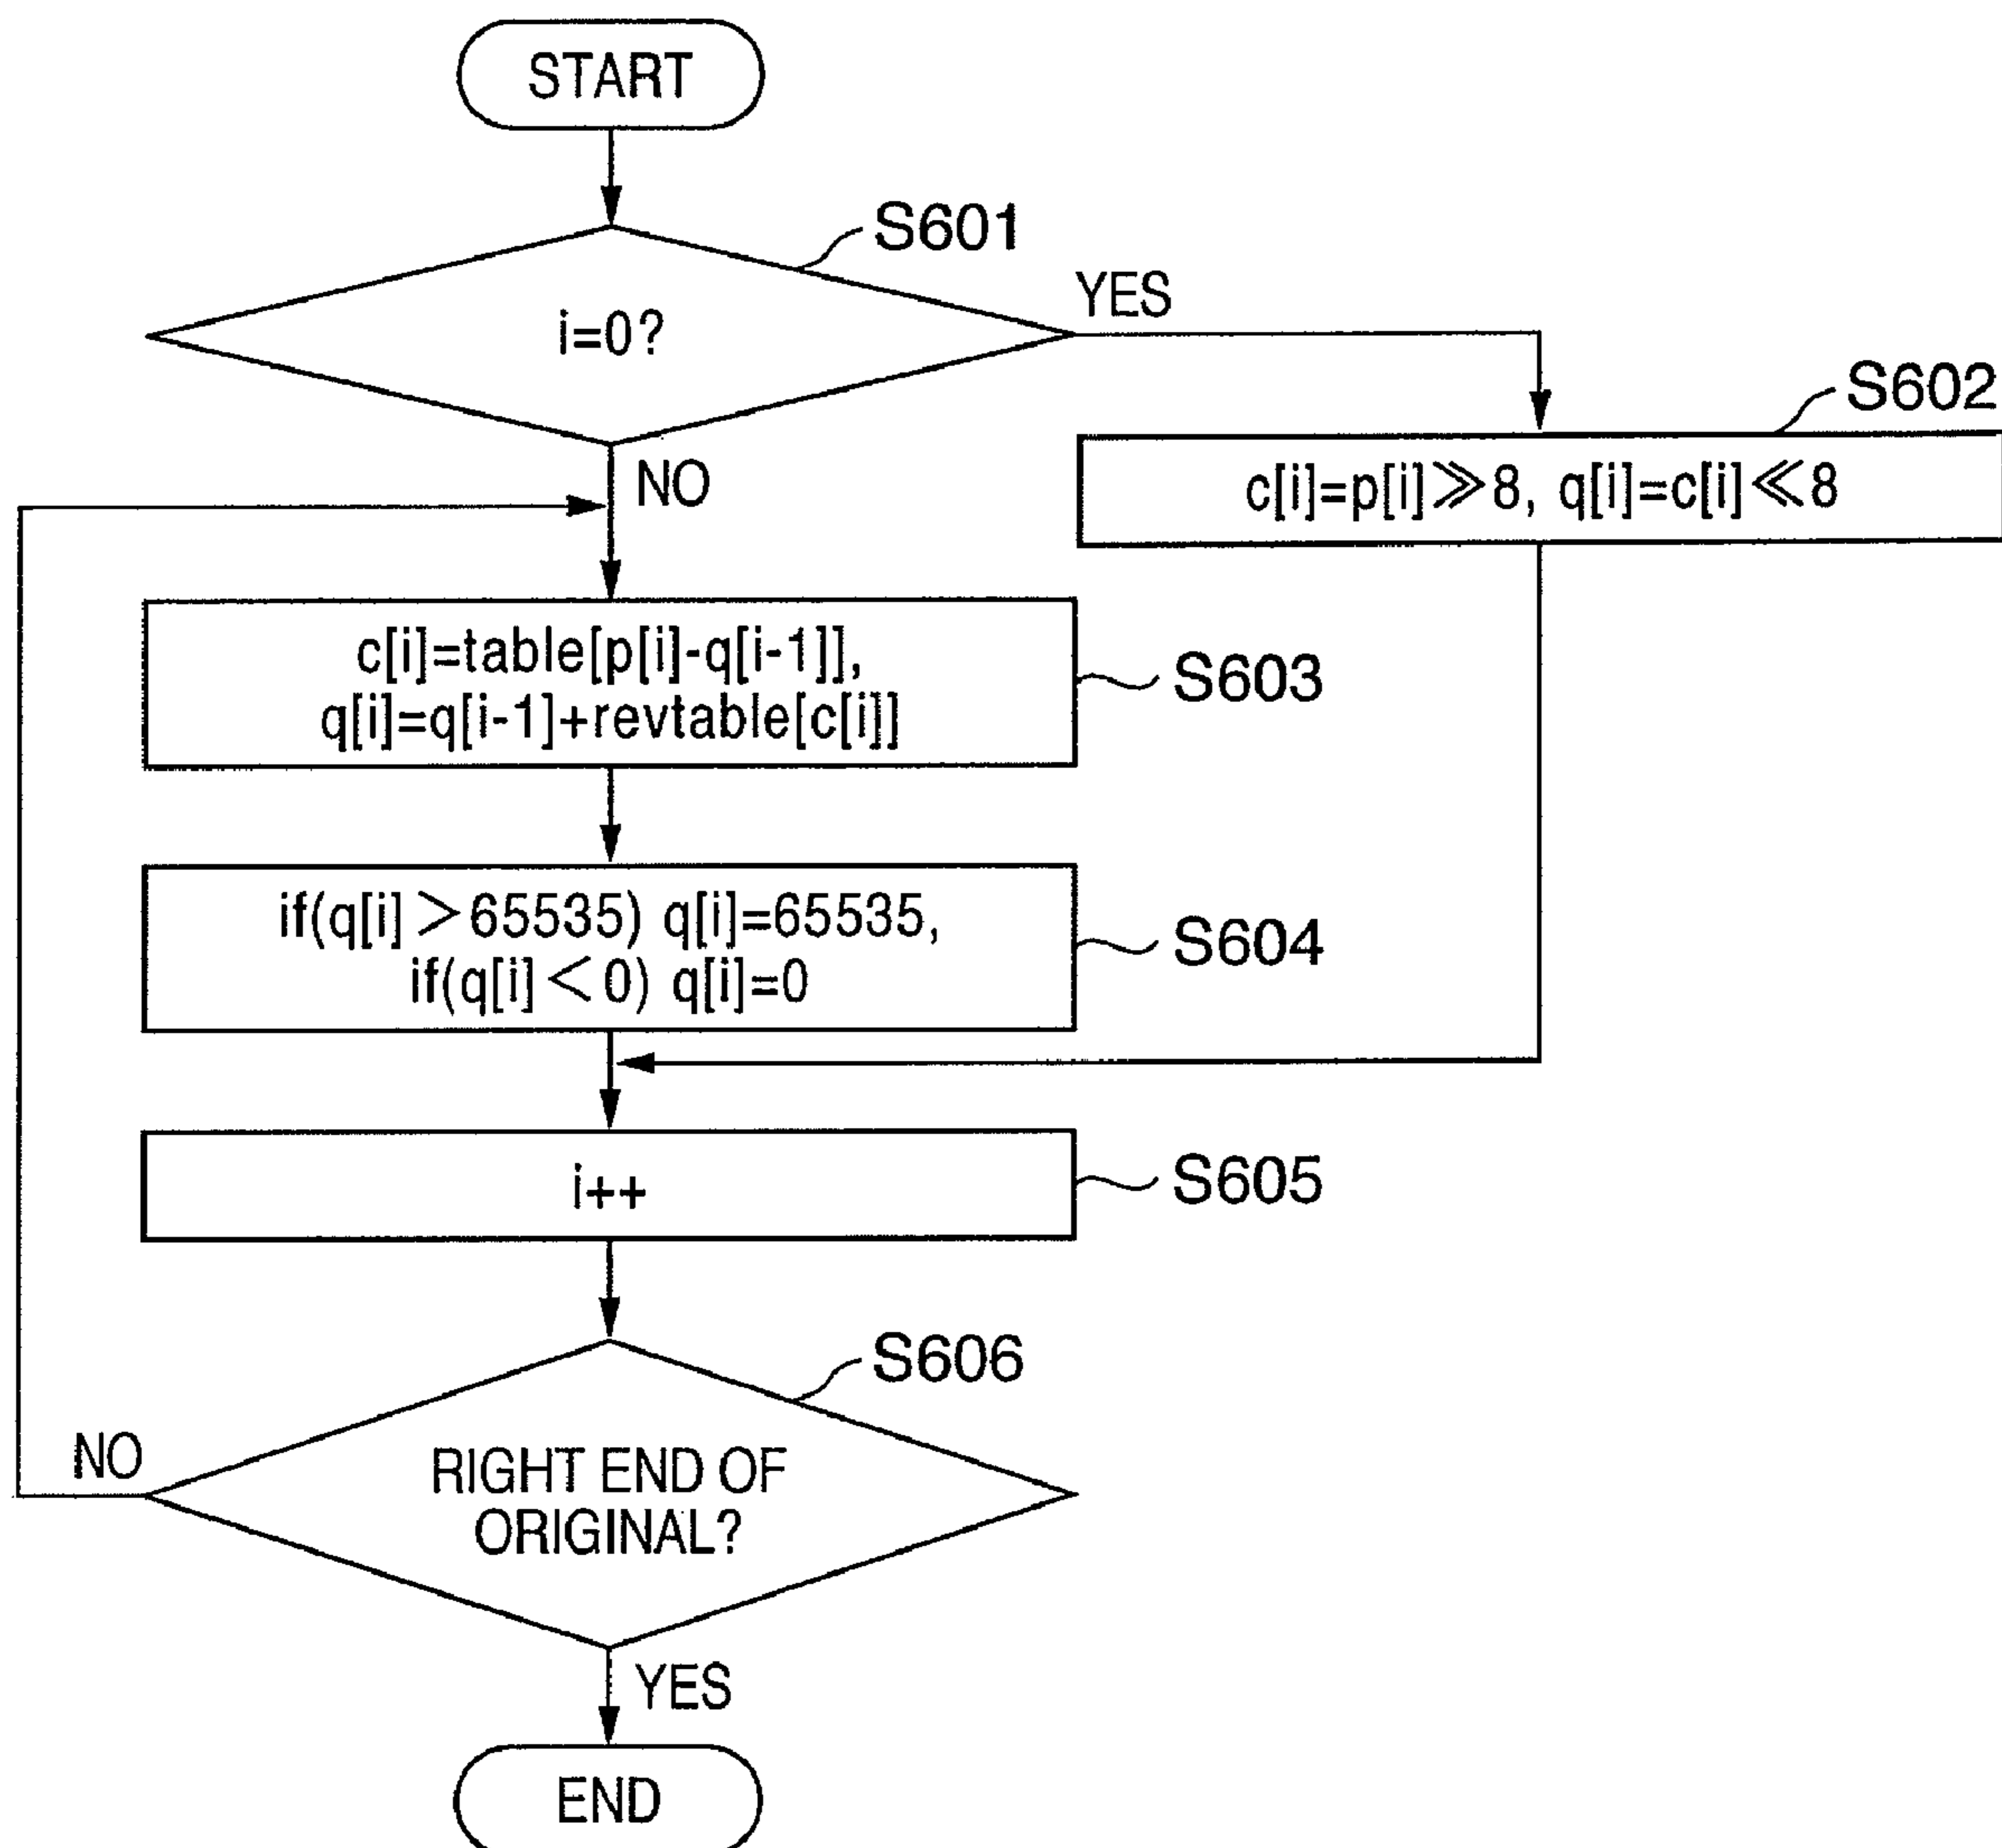 START
S601
i=0?
YES
S602
c[i]=p[i]≫8, q[i]=c[i]≪8
NO
c[i]=table[p[i]-q[i-1]],
q[i]=q[i-1]+revtable[c[i]]
S603
if(q[i]>65535) q[i]=65535,
if(q[i]<0) q[i]=0
S604
i++
S605
S606
RIGHT END OF
ORIGINAL?
NO
YES
END